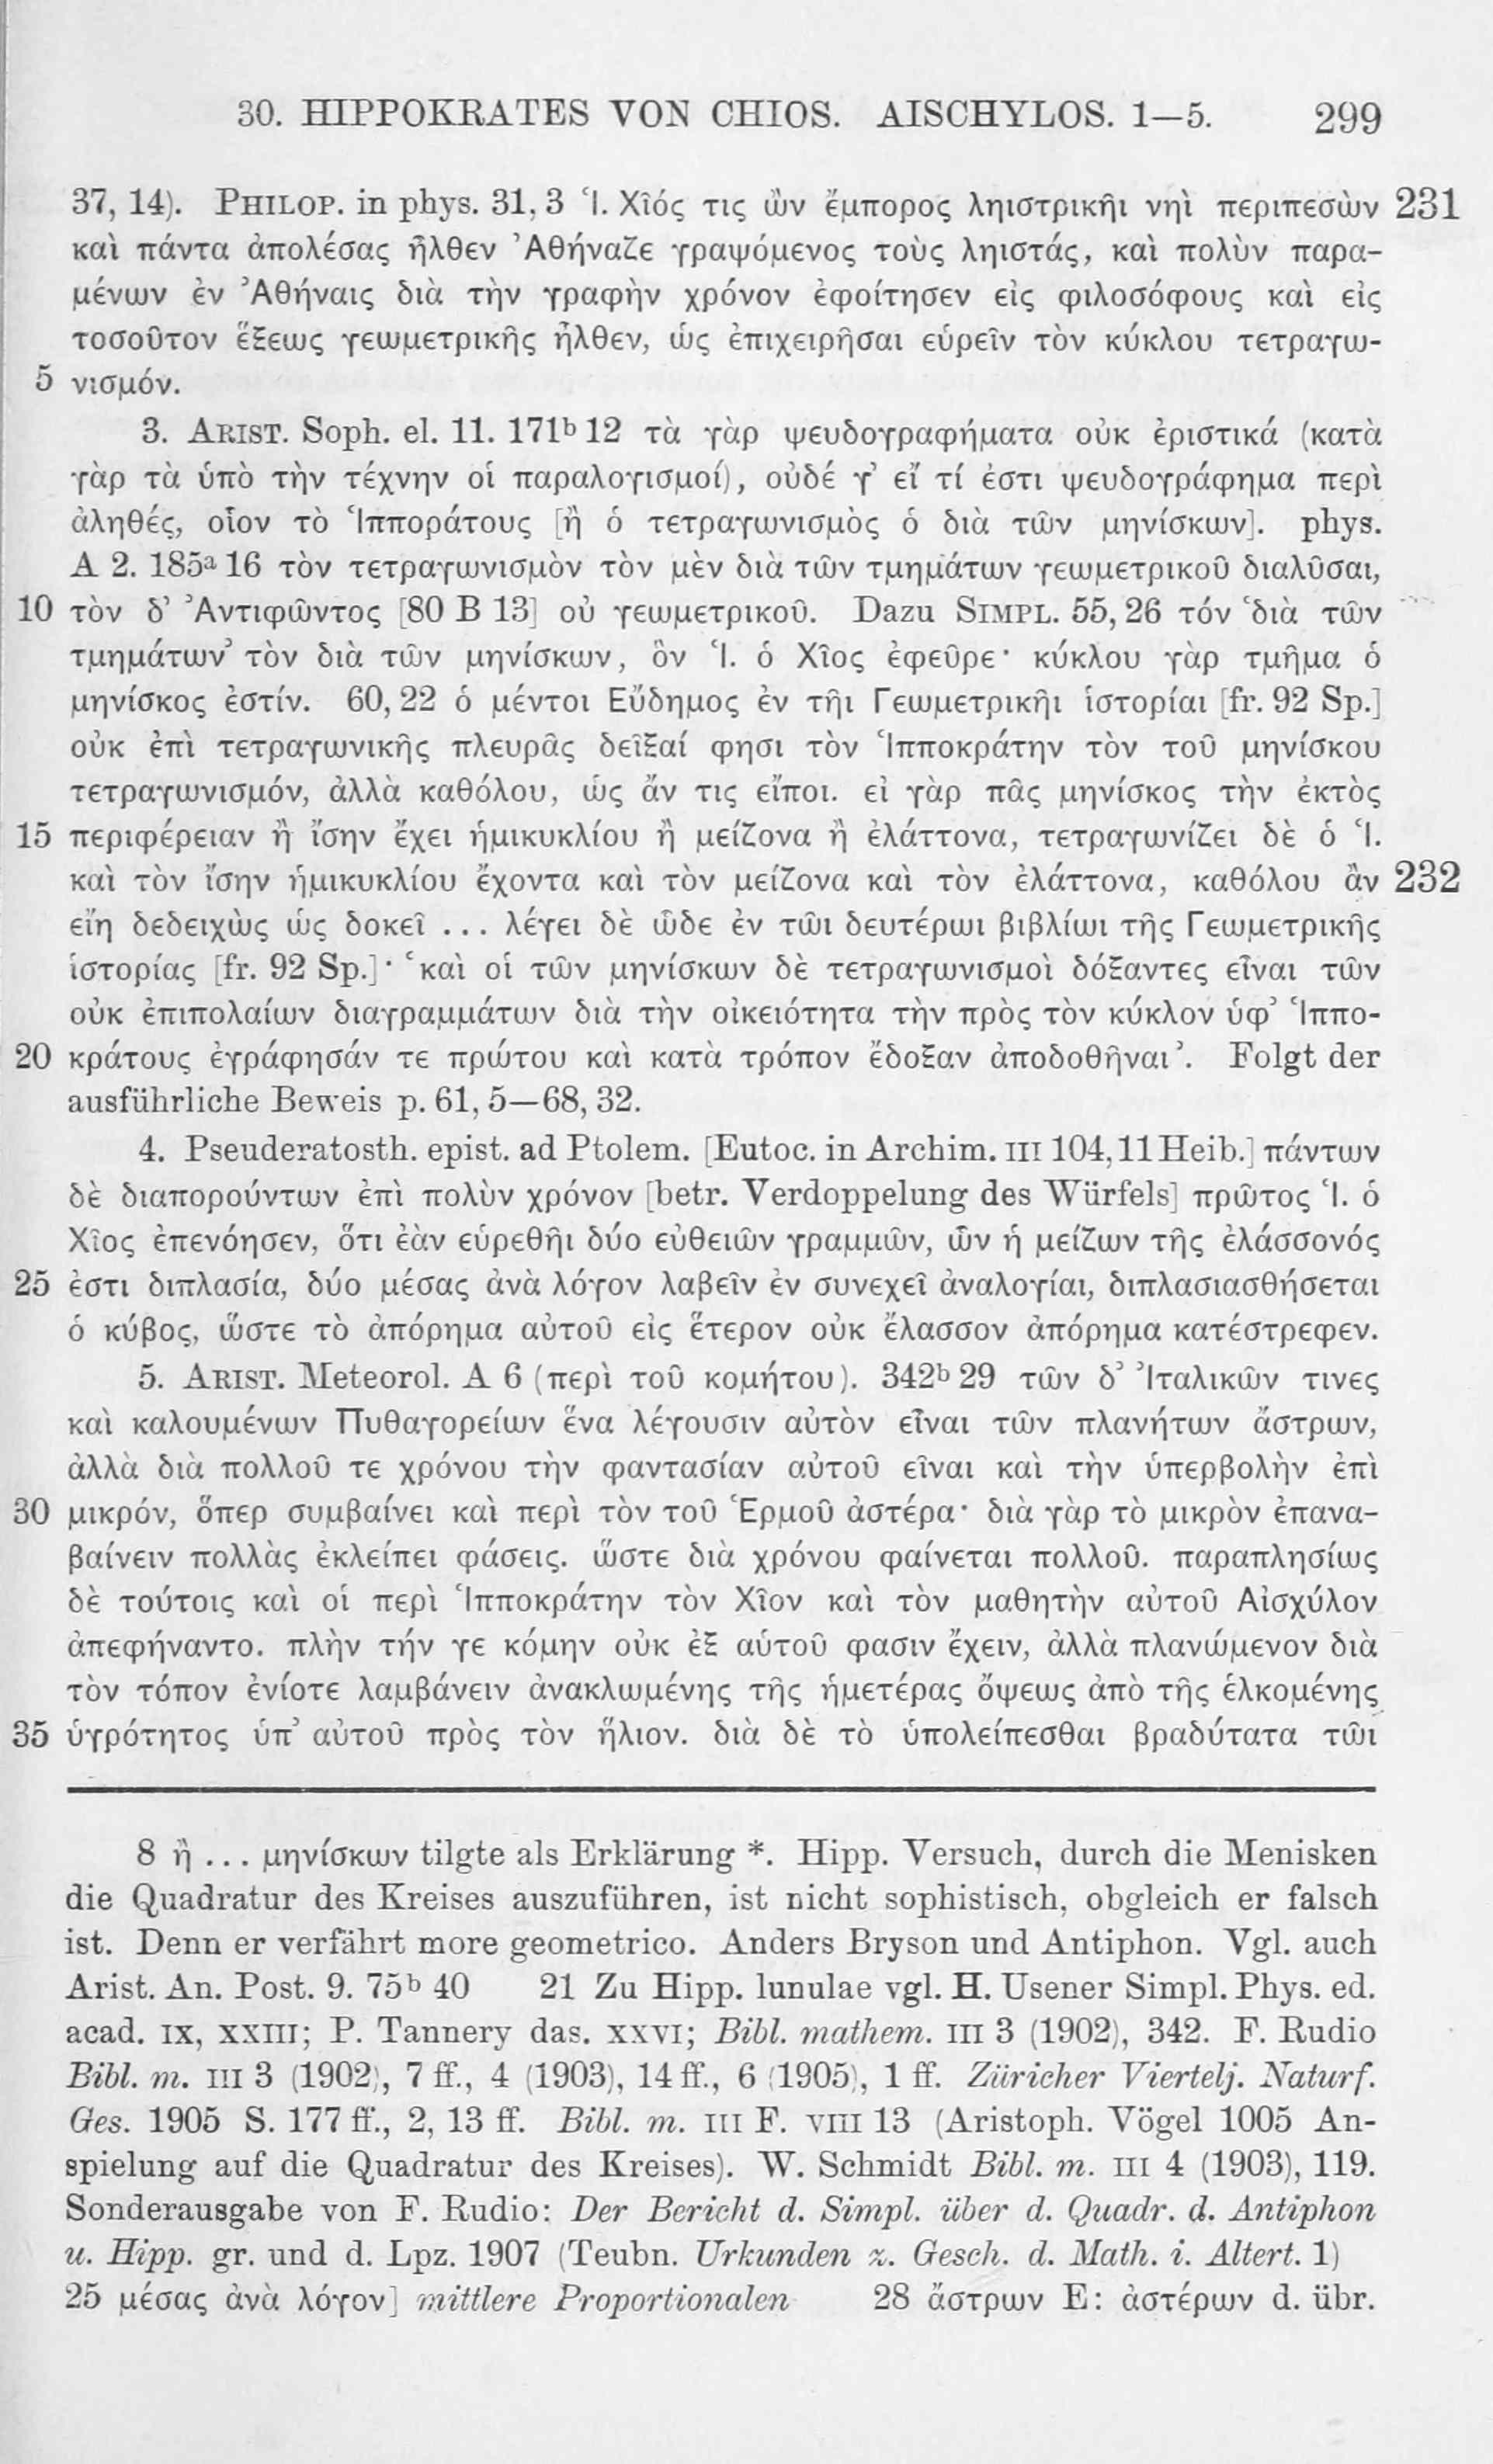 30. HIPPOKRATES VON CHIOS. AISCHYLOS. 1—5. 299
37, 14). PHILOP. in phys. 31, 3 Ἱ. Χῖός τις ὢν ἔμπορος ληιστρικῆι νηὶ περιπεσὼν 231
καὶ πάντα ἀπολέσας ἦλθεν Ἀθήναζε γραψόμενος τοὺς ληιστάς, καὶ πολὺν παρα-
μένων ἐν Ἀθήναις διὰ τὴν γραφὴν χρόνον ἐφοίτησεν εἰς φιλοσόφους καὶ εἰς
τοσοῦτον ἕξεως γεωμετρικῆς ἦλθεν, ὡς ἐπιχειρῆσαι εὑρεῖν τὸν κύκλου τετραγω-
5 νισμόν.
3. ARIST. Soph. el. 11. 171ᵇ 12 τὰ γὰρ ψευδογραφήματα οὐκ ἐριστικά (κατὰ
γὰρ τὰ ὑπὸ τὴν τέχνην οἱ παραλογισμοί), οὐδέ γ' εἴ τί ἐστι ψευδογράφημα περὶ
ἀληθές, οἷον τὸ Ἱπποράτους [ἢ ὁ τετραγωνισμὸς ὁ διὰ τῶν μηνίσκων]. phys.
A 2. 185ᵃ 16 τὸν τετραγωνισμὸν τὸν μὲν διὰ τῶν τμημάτων γεωμετρικοῦ διαλῦσαι,
10 τὸν δ' Ἀντιφῶντος [80 B 13] οὐ γεωμετρικοῦ. Dazu SIMPL. 55, 26 τόν ‘διὰ τῶν
τμημάτων’ τὸν διὰ τῶν μηνίσκων, ὃν Ἱ. ὁ Χῖος ἐφεῦρε· κύκλου γὰρ τμῆμα ὁ
μηνίσκος ἐστίν. 60, 22 ὁ μέντοι Εὔδημος ἐν τῆι Γεωμετρικῆι ἱστορίαι [fr. 92 Sp.]
οὐκ ἐπὶ τετραγωνικῆς πλευρᾶς δεῖξαί φησι τὸν Ἱπποκράτην τὸν τοῦ μηνίσκου
τετραγωνισμόν, ἀλλὰ καθόλου, ὡς ἄν τις εἴποι. εἰ γὰρ πᾶς μηνίσκος τὴν ἐκτὸς
15 περιφέρειαν ἢ ἴσην ἔχει ἡμικυκλίου ἢ μείζονα ἢ ἐλάττονα, τετραγωνίζει δὲ ὁ Ἱ.
καὶ τὸν ἴσην ἡμικυκλίου ἔχοντα καὶ τὸν μείζονα καὶ τὸν ἐλάττονα, καθόλου ἂν 232
εἴη δεδειχὼς ὡς δοκεῖ ... λέγει δὲ ὧδε ἐν τῶι δευτέρωι βιβλίωι τῆς Γεωμετρικῆς
ἱστορίας [fr. 92 Sp.]· ‘καὶ οἱ τῶν μηνίσκων δὲ τετραγωνισμοὶ δόξαντες εἶναι τῶν
οὐκ ἐπιπολαίων διαγραμμάτων διὰ τὴν οἰκειότητα τὴν πρὸς τὸν κύκλον ὑφ' Ἱππο-
20 κράτους ἐγράφησάν τε πρώτου καὶ κατὰ τρόπον ἔδοξαν ἀποδοθῆναι’. Folgt der
ausführliche Beweis p. 61, 5—68, 32.
4. Pseuderatosth. epist. ad Ptolem. [Eutoc. in Archim. III 104, 11 Heib.] πάντων
δὲ διαπορούντων ἐπὶ πολὺν χρόνον [betr. Verdoppelung des Würfels] πρῶτος Ἱ. ὁ
Χῖος ἐπενόησεν, ὅτι ἐὰν εὑρεθῆι δύο εὐθειῶν γραμμῶν, ὧν ἡ μείζων τῆς ἐλάσσονός
25 ἐστι διπλασία, δύο μέσας ἀνὰ λόγον λαβεῖν ἐν συνεχεῖ ἀναλογίαι, διπλασιασθήσεται
ὁ κύβος, ὥστε τὸ ἀπόρημα αὐτοῦ εἰς ἕτερον οὐκ ἔλασσον ἀπόρημα κατέστρεφεν.
5. ARIST. Meteorol. A 6 (περὶ τοῦ κομήτου). 342ᵇ 29 τῶν δ' Ἰταλικῶν τινες
καὶ καλουμένων Πυθαγορείων ἕνα λέγουσιν αὐτὸν εἶναι τῶν πλανήτων ἄστρων,
ἀλλὰ διὰ πολλοῦ τε χρόνου τὴν φαντασίαν αὐτοῦ εἶναι καὶ τὴν ὑπερβολὴν ἐπὶ
30 μικρόν, ὅπερ συμβαίνει καὶ περὶ τὸν τοῦ Ἑρμοῦ ἀστέρα· διὰ γὰρ τὸ μικρὸν ἐπανα-
βαίνειν πολλὰς ἐκλείπει φάσεις. ὥστε διὰ χρόνου φαίνεται πολλοῦ. παραπλησίως
δὲ τούτοις καὶ οἱ περὶ Ἱπποκράτην τὸν Χῖον καὶ τὸν μαθητὴν αὐτοῦ Αἰσχύλον
ἀπεφήναντο. πλὴν τήν γε κόμην οὐκ ἐξ αὑτοῦ φασιν ἔχειν, ἀλλὰ πλανώμενον διὰ
τὸν τόπον ἐνίοτε λαμβάνειν ἀνακλωμένης τῆς ἡμετέρας ὄψεως ἀπὸ τῆς ἑλκομένης
35 ὑγρότητος ὑπ' αὐτοῦ πρὸς τὸν ἥλιον. διὰ δὲ τὸ ὑπολείπεσθαι βραδύτατα τῶι
8 ἢ ... μηνίσκων tilgte als Erklärung *. Hipp. Versuch, durch die Menisken
die Quadratur des Kreises auszuführen, ist nicht sophistisch, obgleich er falsch
ist. Denn er verfährt more geometrico. Anders Bryson und Antiphon. Vgl. auch
Arist. An. Post. 9. 75ᵇ 40 21 Zu Hipp. lunulae vgl. H. Usener Simpl. Phys. ed.
acad. IX, XXIII; P. Tannery das. XXVI; Bibl. mathem. III 3 (1902), 342. F. Rudio
Bibl. m. III 3 (1902), 7 ff., 4 (1903), 14 ff., 6 (1905), 1 ff. Züricher Viertelj. Naturf.
Ges. 1905 S. 177 ff., 2, 13 ff. Bibl. m. III F. VIII 13 (Aristoph. Vögel 1005 An-
spielung auf die Quadratur des Kreises). W. Schmidt Bibl. m. III 4 (1903), 119.
Sonderausgabe von F. Rudio: Der Bericht d. Simpl. über d. Quadr. d. Antiphon
u. Hipp. gr. und d. Lpz. 1907 (Teubn. Urkunden z. Gesch. d. Math. i. Altert. 1)
25 μέσας ἀνὰ λόγον] mittlere Proportionalen 28 ἄστρων E: ἀστέρων d. übr.